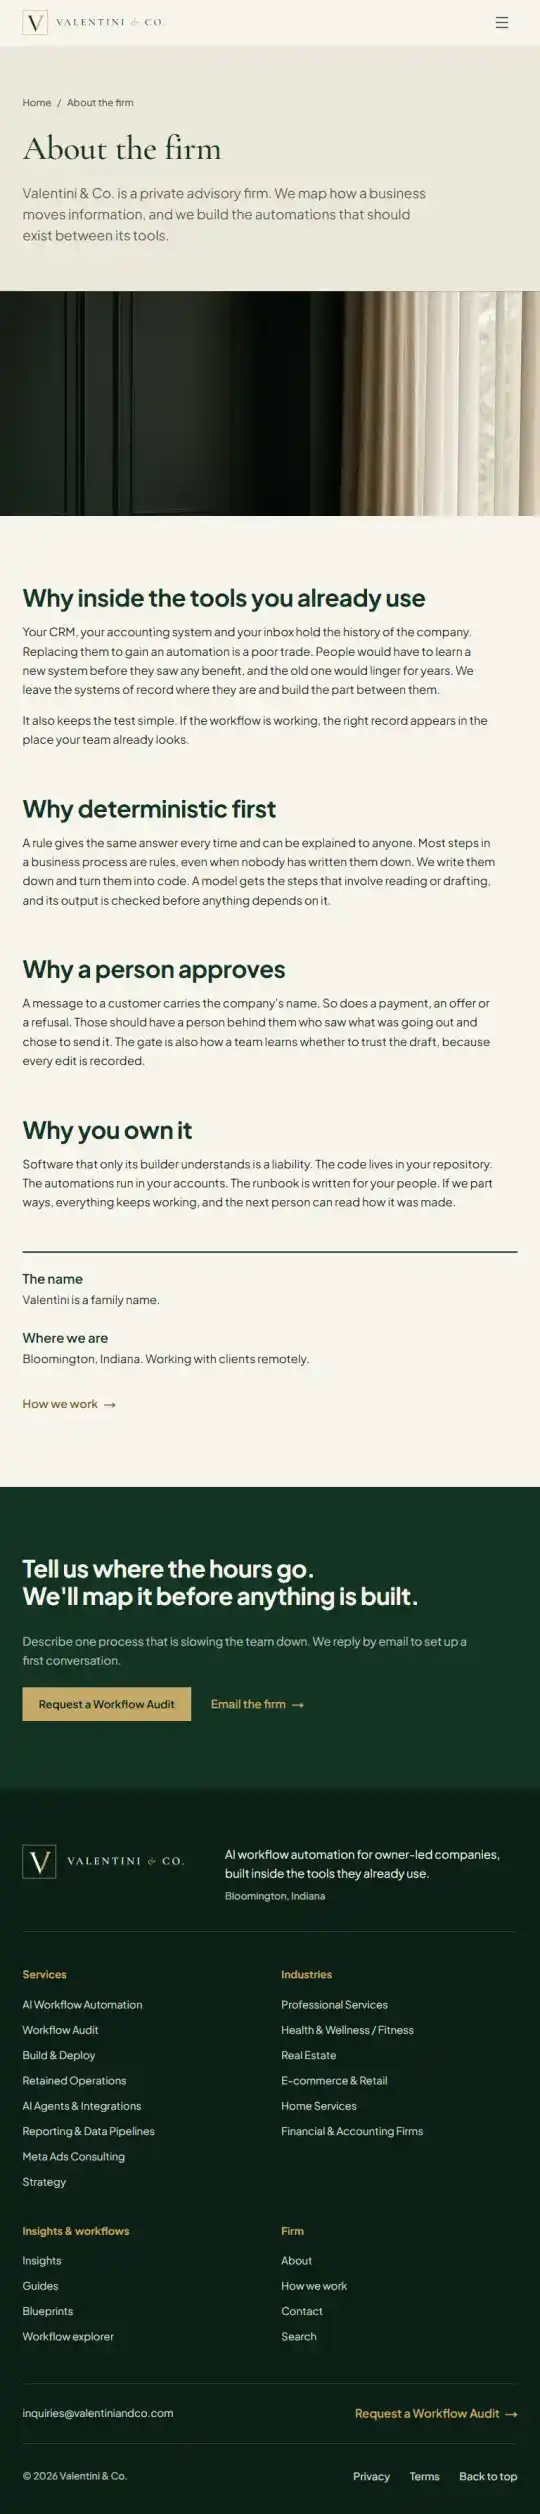 V VALENTINI & CO.
Home / About the firm
About the firm
Valentini & Co. is a private advisory firm. We map how a business
moves information, and we build the automations that should
exist between its tools.
Why inside the tools you already use
Your CRM, your accounting system and your inbox hold the history of the company.
Replacing them to gain an automation is a poor trade. People would have to learn a
new system before they saw any benefit, and the old one would linger for years. We
leave the systems of record where they are and build the part between them.
It also keeps the test simple. If the workflow is working, the right record appears in the
place your team already looks.
Why deterministic first
A rule gives the same answer every time and can be explained to anyone. Most steps in
a business process are rules, even when nobody has written them down. We write them
down and turn them into code. A model gets the steps that involve reading or drafting,
and its output is checked before anything depends on it.
Why a person approves
A message to a customer carries the company's name. So does a payment, an offer or
a refusal. Those should have a person behind them who saw what was going out and
chose to send it. The gate is also how a team learns whether to trust the draft, because
every edit is recorded.
Why you own it
Software that only its builder understands is a liability. The code lives in your repository.
The automations run in your accounts. The runbook is written for your people. If we part
ways, everything keeps working, and the next person can read how it was made.
The name
Valentini is a family name.
Where we are
Bloomington, Indiana. Working with clients remotely.
How we work →
Tell us where the hours go.
We'll map it before anything is built.
Describe one process that is slowing the team down. We reply by email to set up a
first conversation.
Request a Workflow Audit Email the firm →
V VALENTINI & CO.
AI workflow automation for owner-led companies,
built inside the tools they already use.
Bloomington, Indiana
Services
AI Workflow Automation
Workflow Audit
Build & Deploy
Retained Operations
AI Agents & Integrations
Reporting & Data Pipelines
Meta Ads Consulting
Strategy
Industries
Professional Services
Health & Wellness / Fitness
Real Estate
E-commerce & Retail
Home Services
Financial & Accounting Firms
Insights & workflows
Insights
Guides
Blueprints
Workflow explorer
Firm
About
How we work
Contact
Search
inquiries@valentiniandco.com
Request a Workflow Audit →
© 2026 Valentini & Co.
Privacy Terms Back to top